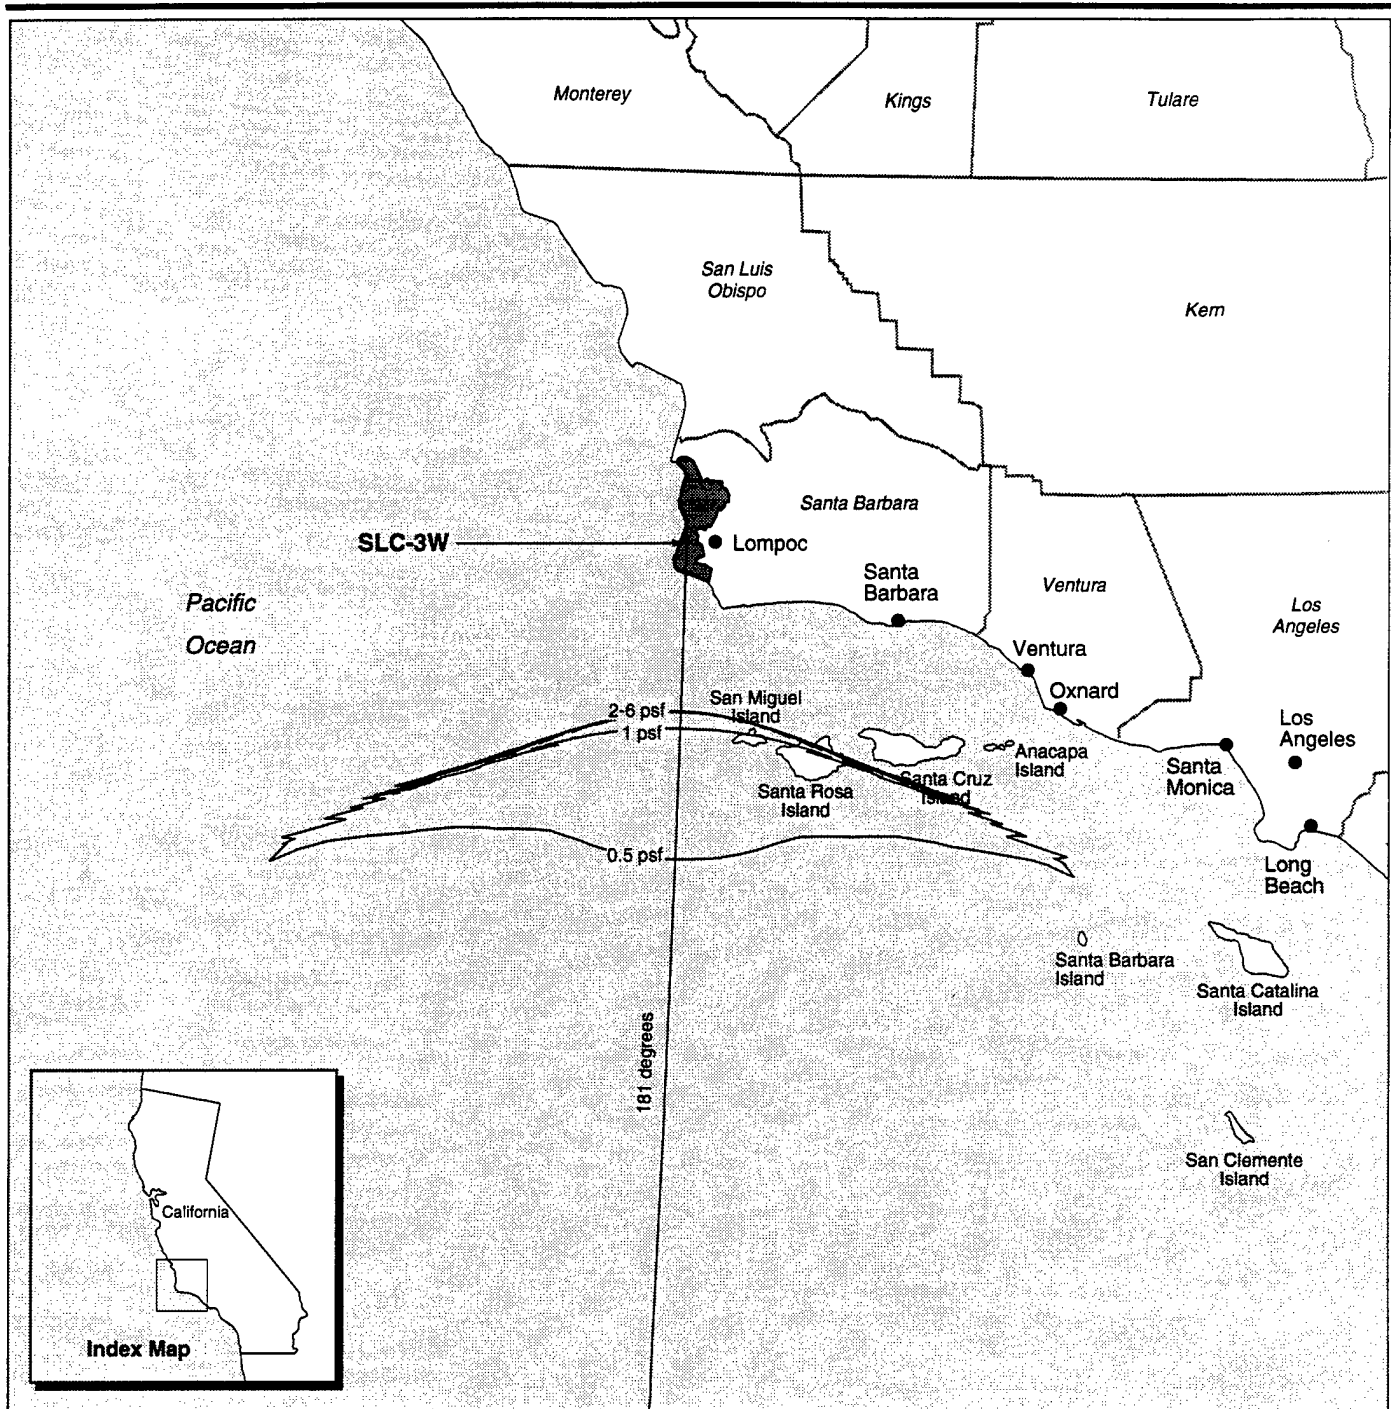 Monterey
Kings
Tulare
San Luis
Obispo
Kern
Santa Barbara
SLC-3W
Lompoc
Santa
Barbara
Ventura
Los
Angeles
Pacific
Ocean
Ventura
Oxnard
San Miguel
Island
2-6 psf
1 psf
Los
Angeles
Anacapa
Island
Santa
Monica
Santa Cruz
Island
Santa Rosa
Island
0.5 psf
Long
Beach
Santa Barbara
Island
Santa Catalina
Island
181 degrees
San Clemente
Island
California
Index Map